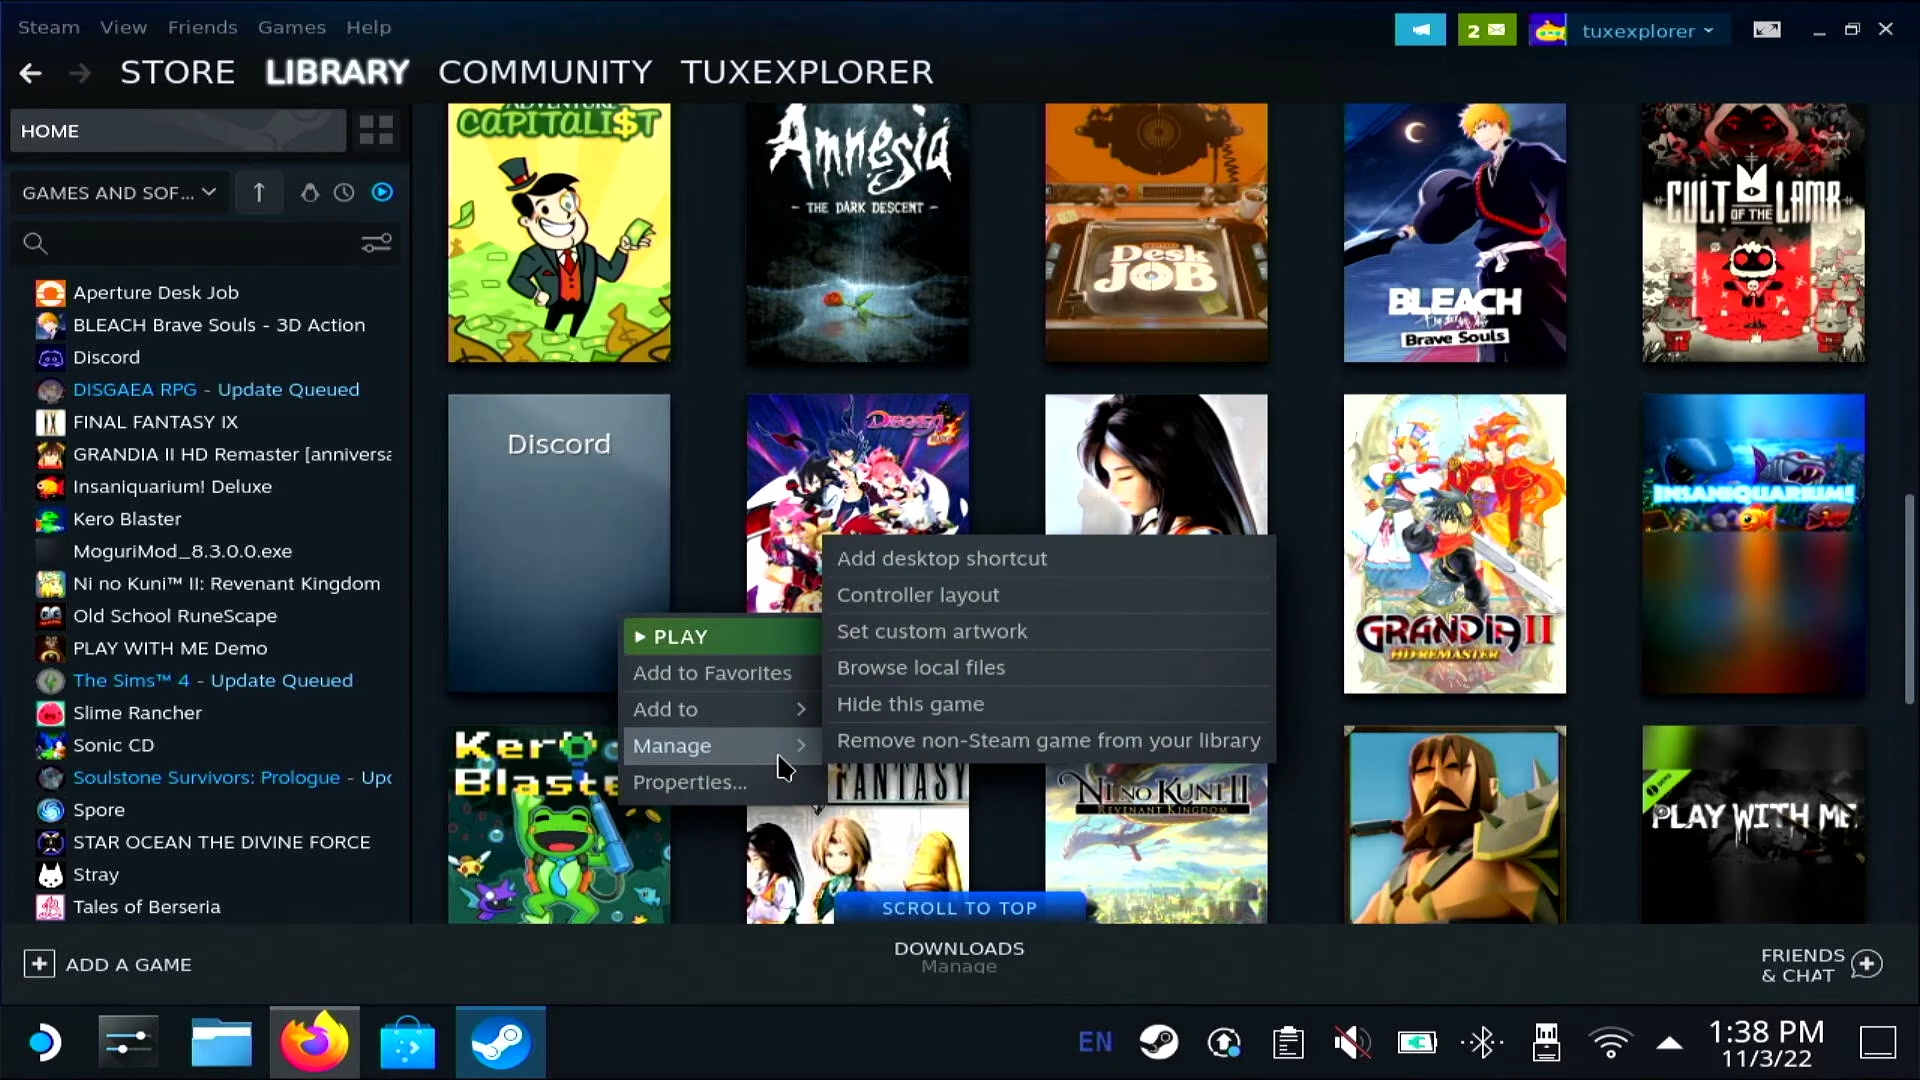 Steam View Friends Games Help
2
tuxexplorer
STORE LIBRARY COMMUNITY TUXEXPLORER
HOME
GAMES AND SOF...
Aperture Desk Job
BLEACH Brave Souls - 3D Action
Discord
DISGAEA RPG - Update Queued
FINAL FANTASY IX
GRANDIA II HD Remaster [annivers
Insaniquarium! Deluxe
Kero Blaster
MoguriMod_8.3.0.0.exe
Ni no Kuni™ II: Revenant Kingdom
Old School RuneScape
PLAY WITH ME Demo
The Sims™ 4 - Update Queued
Slime Rancher
Sonic CD
Soulstone Survivors: Prologue - Upd
Spore
STAR OCEAN THE DIVINE FORCE
Stray
Tales of Berseria
ADVENTURE
CAPITALI$T
Amnesia
- THE DARK DESCENT -
Desk
JOB
BLEACH
Brave Souls
CULT
OF THE
LAMB
Discord
GRANDIA II
HD REMASTER
INSANIQUARIUM!
PLAY
Add to Favorites
Add to
Manage
Properties...
Add desktop shortcut
Controller layout
Set custom artwork
Browse local files
Hide this game
Remove non-Steam game from your library
Kero
Blaste
FANTASY
NI NO KUNI II
REVENANT KINGDOM
PLAY WITH ME
SCROLL TO TOP
ADD A GAME
DOWNLOADS
Manage
FRIENDS
& CHAT
EN
1:38 PM
11/3/22